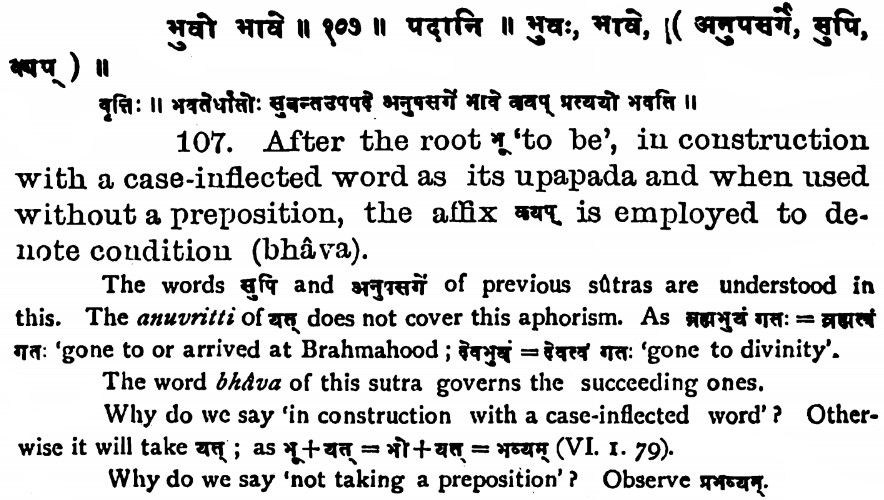 भुवो भावे ॥ १०७ ॥ पदानि ॥ भुवः, भावे, ।( अनुपसर्गे, सुपि,
क्यप् ) ॥
वृत्तिः ॥ भवतेर्धातोः सुबन्तउपपदे अनुपसर्गे भावे क्यप् प्रत्ययो भवति ॥
107. After the root भू 'to be', in construction
with a case-inflected word as its upapada and when used
without a preposition, the affix क्यप् is employed to de-
note condition (bhâva).
The words सुपि and अनुपसर्गे of previous sûtras are understood in
this. The anuvritti of यत् does not cover this aphorism. As ब्रह्मभुयं गतः = ब्रह्मत्वं
गतः 'gone to or arrived at Brahmahood ; देवभुयं = देवत्वं गतः 'gone to divinity'.
The word bhâva of this sutra governs the succeeding ones.
Why do we say 'in construction with a case-inflected word' ? Other-
wise it will take यत् ; as भू + यत् = भो + यत् = भव्यम् (VI. 1. 79).
Why do we say 'not taking a preposition' ? Observe प्रभव्यम्.